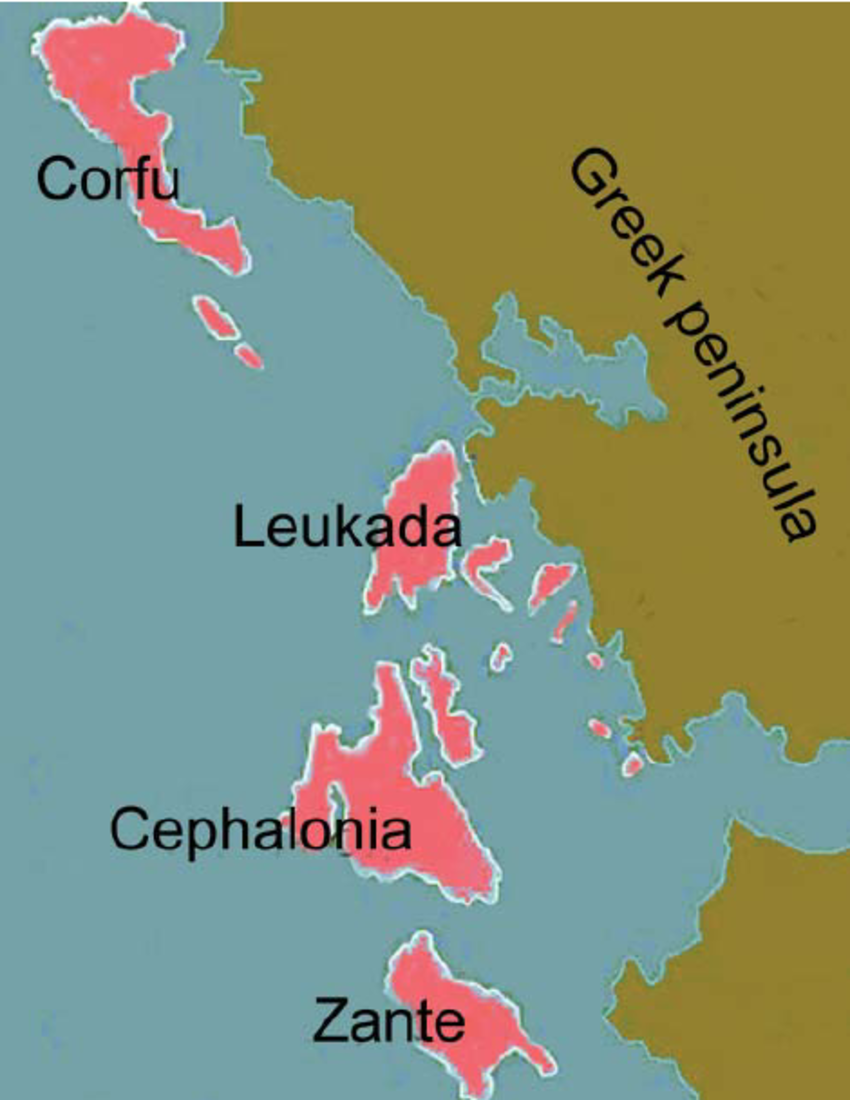 Corfu
Greek peninsula
Leukada
Cephalonia
Zante